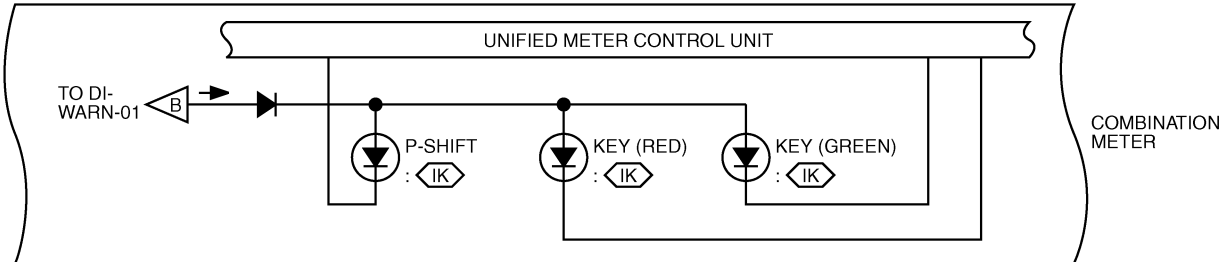 UNIFIED METER CONTROL UNIT
TO DI-
WARN-01
B
P-SHIFT
: IK
KEY (RED)
: IK
KEY (GREEN)
: IK
COMBINATION
METER